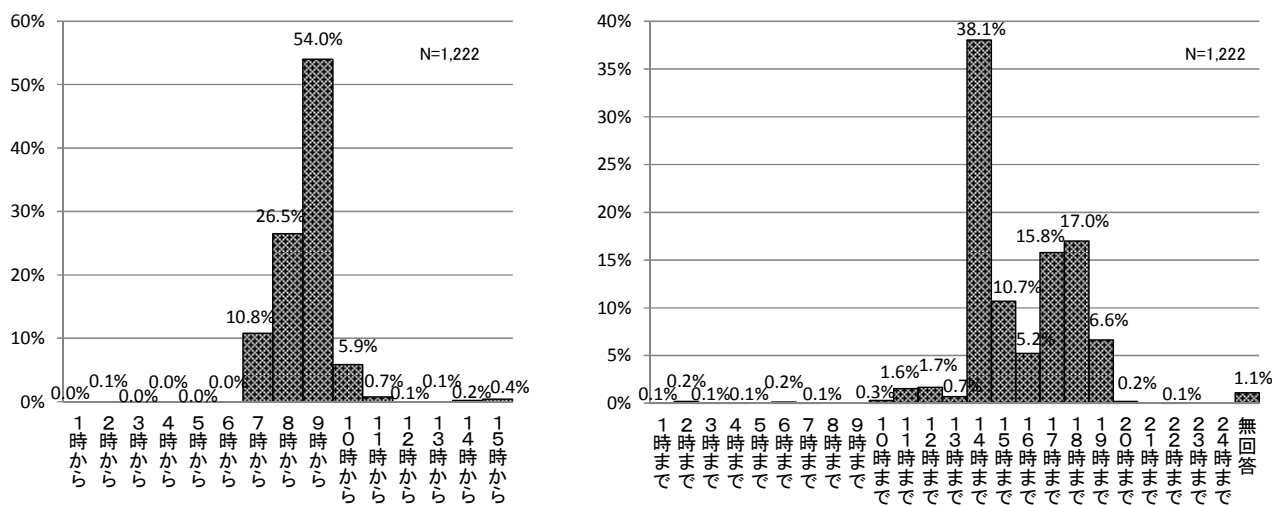 60%
50%
40%
30%
20%
10%
0%
N=1,222
0.0%
0.1%
0.0%
0.0%
0.0%
0.0%
10.8%
26.5%
54.0%
5.9%
0.7%
0.1%
0.1%
0.2%
0.4%
1時から
2時から
3時から
4時から
5時から
6時から
7時から
8時から
9時から
10時から
11時から
12時から
13時から
14時から
15時から
40%
35%
30%
25%
20%
15%
10%
5%
0%
N=1,222
0.1%
0.2%
0.1%
0.1%
0.2%
0.1%
0.3%
1.6%
1.7%
0.7%
38.1%
10.7%
5.2%
15.8%
17.0%
6.6%
0.2%
0.1%
1.1%
1時まで
2時まで
3時まで
4時まで
5時まで
6時まで
7時まで
8時まで
9時まで
10時まで
11時まで
12時まで
13時まで
14時まで
15時まで
16時まで
17時まで
18時まで
19時まで
20時まで
21時まで
22時まで
23時まで
24時まで
無回答